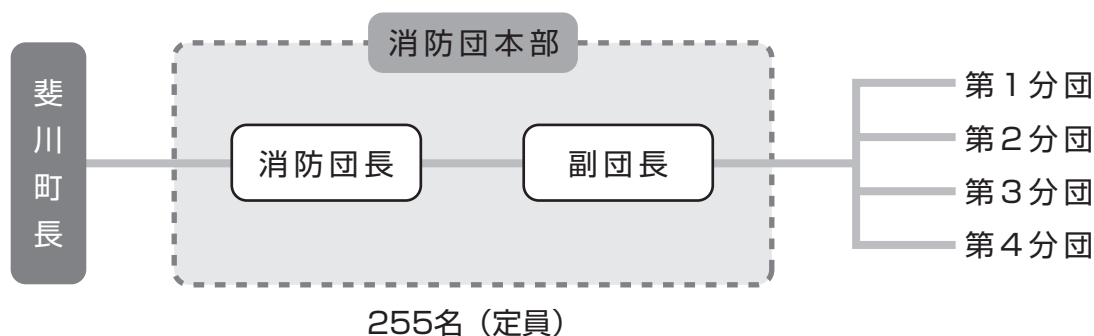 消防団本部
斐川町長
消防団長
副団長
第1分団
第2分団
第3分団
第4分団
255名（定員）